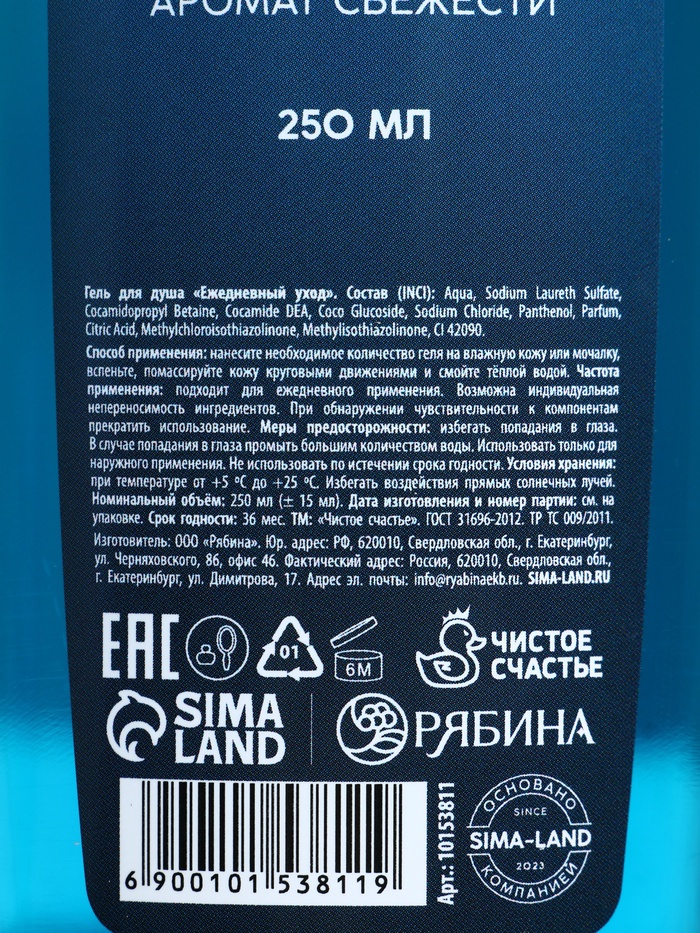 АРОМАТ СВЕЖЕСТИ
250 МЛ
Гель для душа «Ежедневный уход». Состав (INCI): Aqua, Sodium Laureth Sulfate,
Cocamidopropyl Betaine, Cocamide DEA, Coco Glucoside, Sodium Chloride, Panthenol, Parfum,
Citric Acid, Methylchloroisothiazolinone, Methylisothiazolinone, CI 42090.
Способ применения: нанесите необходимое количество геля на влажную кожу или мочалку,
вспеньте, помассируйте кожу круговыми движениями и смойте тёплой водой. Частота
применения: подходит для ежедневного применения. Возможна индивидуальная
непереносимость ингредиентов. При обнаружении чувствительности к компонентам
прекратить использование. Меры предосторожности: избегать попадания в глаза.
В случае попадания в глаза промыть большим количеством воды. Использовать только для
наружного применения. Не использовать по истечении срока годности. Условия хранения:
при температуре от +5 ºC до +25 ºC. Избегать воздействия прямых солнечных лучей.
Номинальный объём: 250 мл (± 15 мл). Дата изготовления и номер партии: см. на
упаковке. Срок годности: 36 мес. ТМ: «Чистое счастье». ГОСТ 31696-2012. ТР ТС 009/2011.
Изготовитель: ООО «Рябина». Юр. адрес: РФ, 620010, Свердловская обл., г. Екатеринбург,
ул. Черняховского, 86, офис 46. Фактический адрес: Россия, 620010, Свердловская обл.,
г. Екатеринбург, ул. Димитрова, 17. Адрес эл. почты: info@ryabinaekb.ru. SIMA-LAND.RU
EAC
01
6M
ЧИСТОЕ
СЧАСТЬЕ
SIMA
LAND
РЯБИНА
6 900101 538119
Арт.: 10153811
ОСНОВАНО
SINCE
SIMA-LAND
2023
КОМПАНИЕЙ